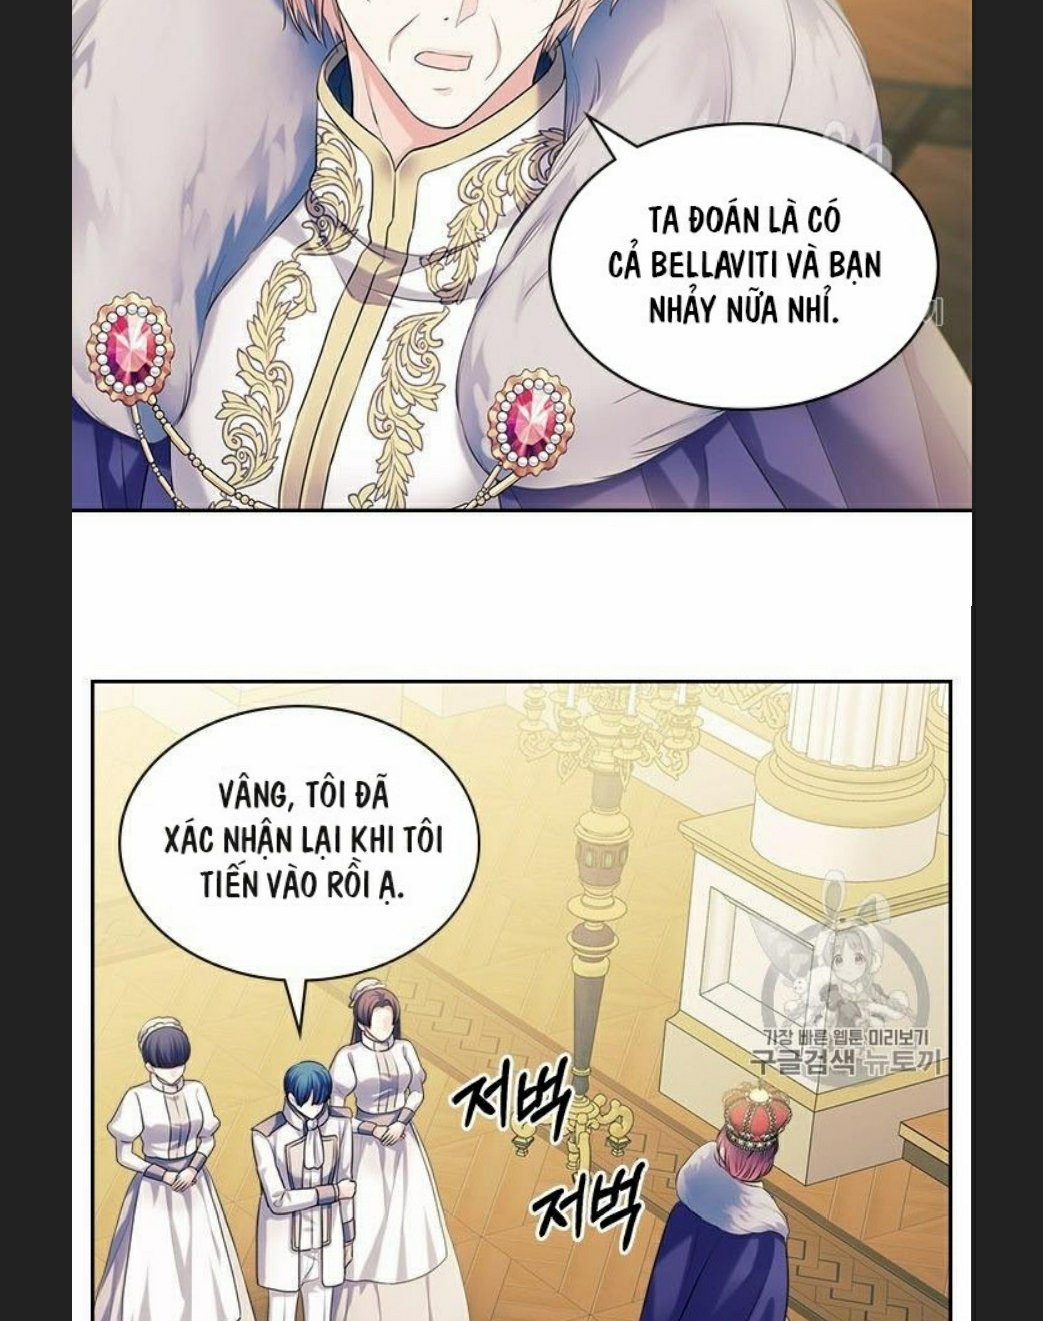 TA ĐOÁN LÀ CÓ
CẢ BELLAVITI VÀ BẠN
NHẢY NỮA NHỈ.
VÂNG, TÔI ĐÃ
XÁC NHẬN LẠI KHI TÔI
TIẾN VÀO RỒI Ạ.
가장 빠른 웹툰 미리보기
구글검색 뉴토끼
저벅
저벅